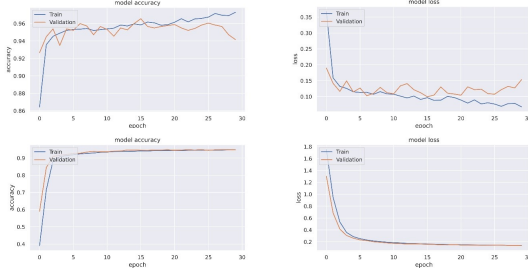 model accuracy
Train
Validation
0.96
0.94
0.92
0.90
0.88
0.86
accuracy
0 5 10 15 20 25 30
epoch
model loss
Train
Validation
0.35
0.30
0.25
0.20
0.15
0.10
loss
0 5 10 15 20 25 30
epoch
model accuracy
Train
Validation
0.9
0.8
0.7
0.6
0.5
0.4
accuracy
0 5 10 15 20 25 30
epoch
model loss
Train
Validation
1.8
1.6
1.4
1.2
1.0
0.8
0.6
0.4
0.2
loss
0 5 10 15 20 25 30
epoch